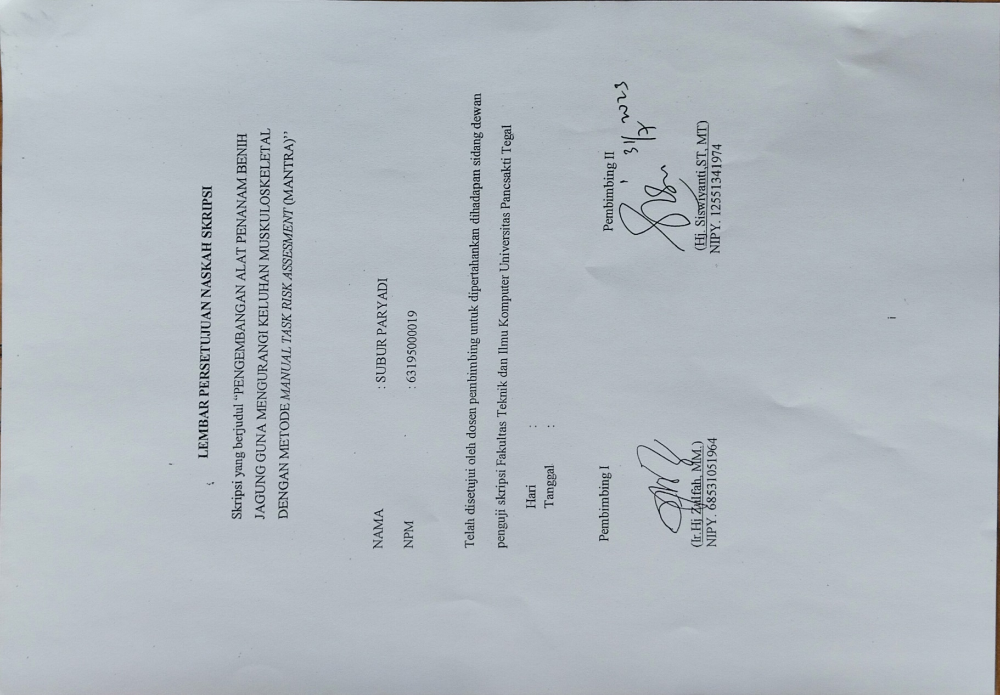 LEMBAR PERSETUJUAN NASKAH SKRIPSI
Skripsi yang berjudul “PENGEMBANGAN ALAT PENANAM BENIH
JAGUNG GUNA MENGURANGI KELUHAN MUSKULOSKELETAL
DENGAN METODE MANUAL TASK RISK ASSESMENT (MANTRA)”
NAMA : SUBUR PARYADI
NPM : 6319500019
Telah disetujui oleh dosen pembimbing untuk dipertahankan dihadapan sidang dewan
penguji skripsi Fakultas Teknik dan Ilmu Komputer Universitas Pancsakti Tegal
Hari :
Tanggal :
Pembimbing I
Pembimbing II
31/7 2023
(Ir.Hj Zulfah, MM.)
NIPY. 68531051964
(Hj. Siswiyanti,ST, MT)
NIPY. 12551341974
i